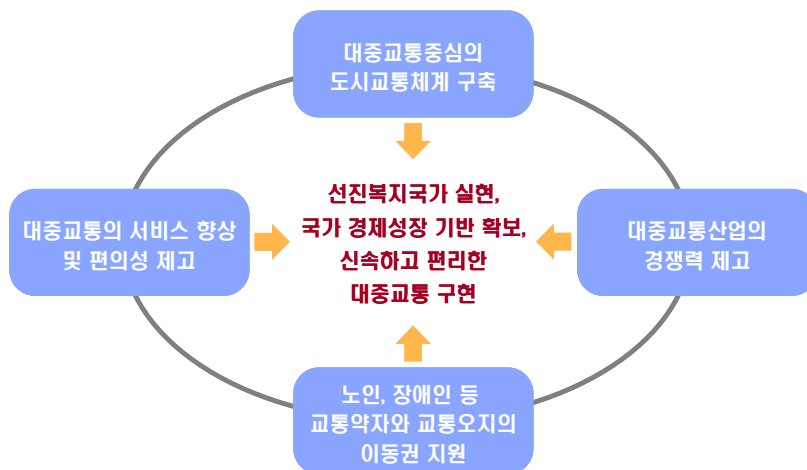 대중교통중심의
도시교통체계 구축
선진복지국가 실현,
국가 경제성장 기반 확보,
신속하고 편리한
대중교통 구현
대중교통의 서비스 향상
및 편의성 제고
대중교통산업의
경쟁력 제고
노인, 장애인 등
교통약자와 교통오지의
이동권 지원